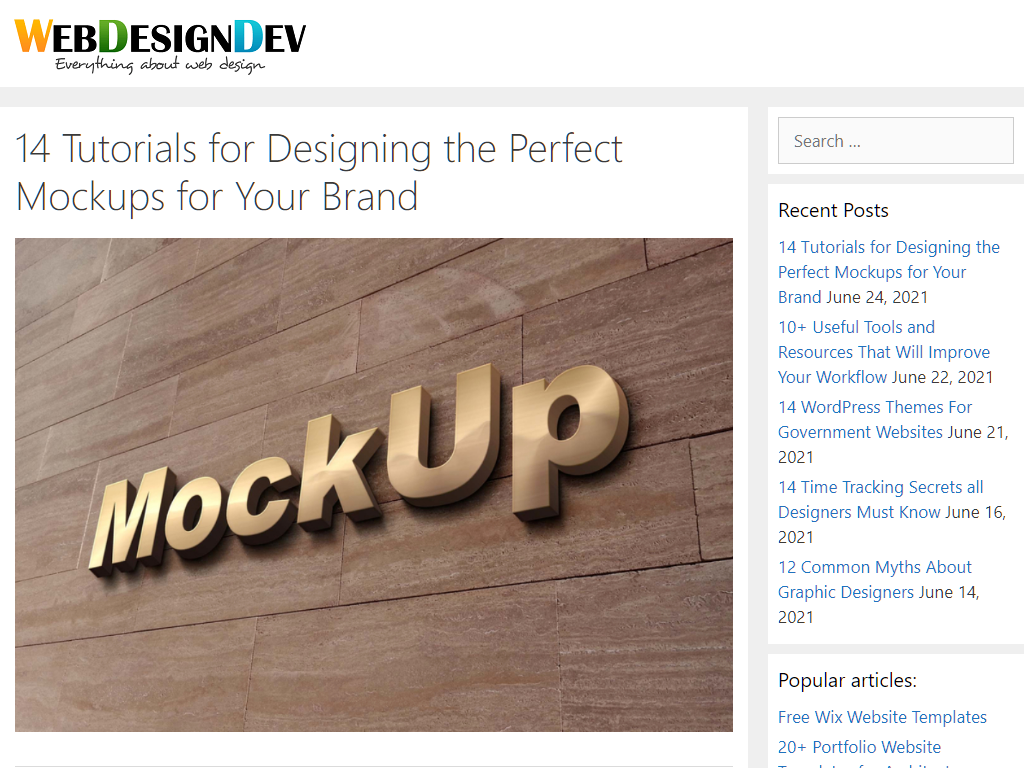 WEBDESIGNDEV
Everything about web design
14 Tutorials for Designing the Perfect
Mockups for Your Brand
MockUp
Search ...
Recent Posts
14 Tutorials for Designing the
Perfect Mockups for Your
Brand June 24, 2021
10+ Useful Tools and
Resources That Will Improve
Your Workflow June 22, 2021
14 WordPress Themes For
Government Websites June 21,
2021
14 Time Tracking Secrets all
Designers Must Know June 16,
2021
12 Common Myths About
Graphic Designers June 14,
2021
Popular articles:
Free Wix Website Templates
20+ Portfolio Website